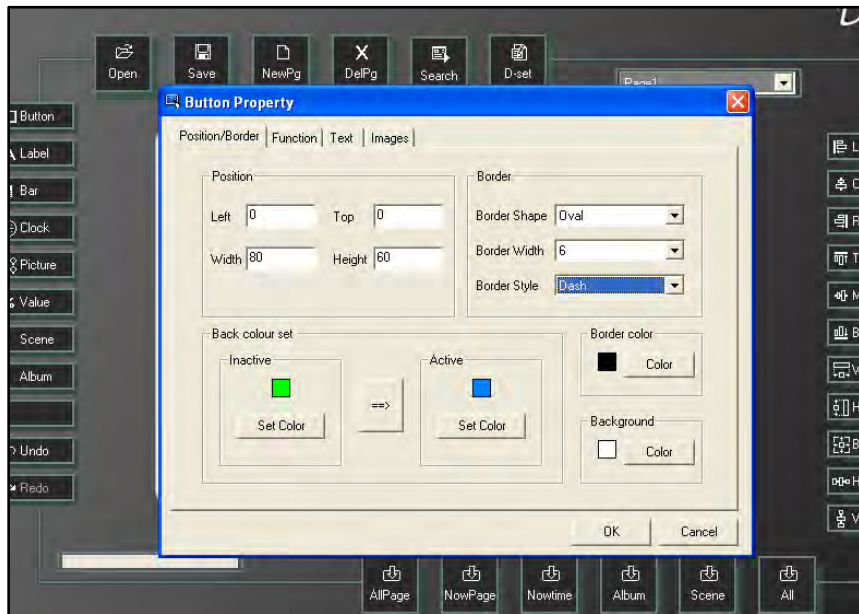 D
Open
Save
NewPg
DelPg
Search
D-set
Page1
Button
Label
Bar
Clock
Picture
Value
Scene
Album
Undo
Redo
Button Property
Position/Border
Function
Text
Images
Position
Left 0
Top 0
Width 80
Height 60
Border
Border Shape Oval
Border Width 6
Border Style Dash
Back colour set
Inactive
Set Color
==>
Active
Set Color
Border color
Color
Background
Color
OK
Cancel
L
C
T
M
B
V
H
B
H
V
AllPage
NowPage
Nowtime
Album
Scene
All